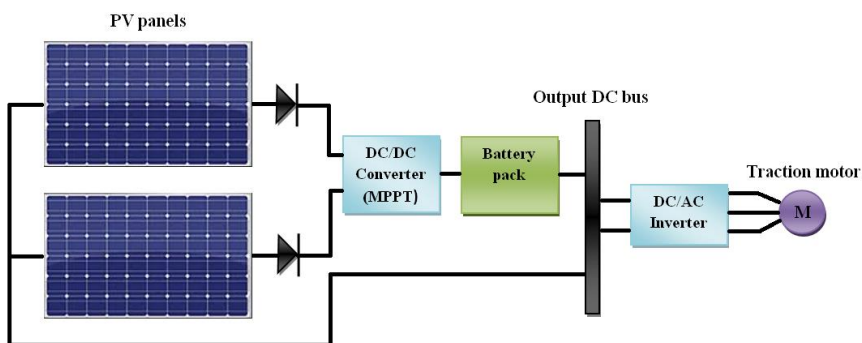 PV panels
Output DC bus
DC/DC
Converter
(MPPT)
Battery
pack
DC/AC
Inverter
Traction motor
M